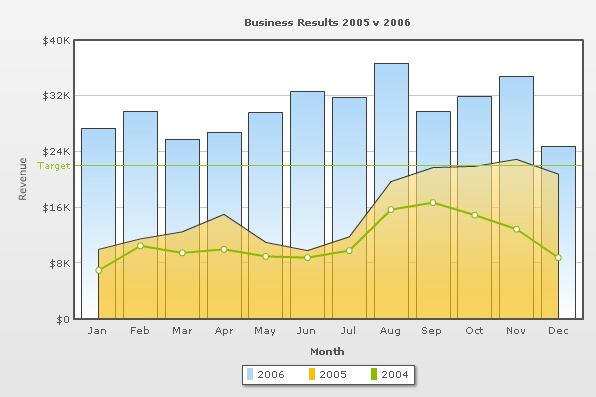 Business Results 2005 v 2006
$40K
$32K
$24K
Target
$16K
$8K
$0
Revenue
Jan Feb Mar Apr May Jun Jul Aug Sep Oct Nov Dec
Month
2006 2005 2004